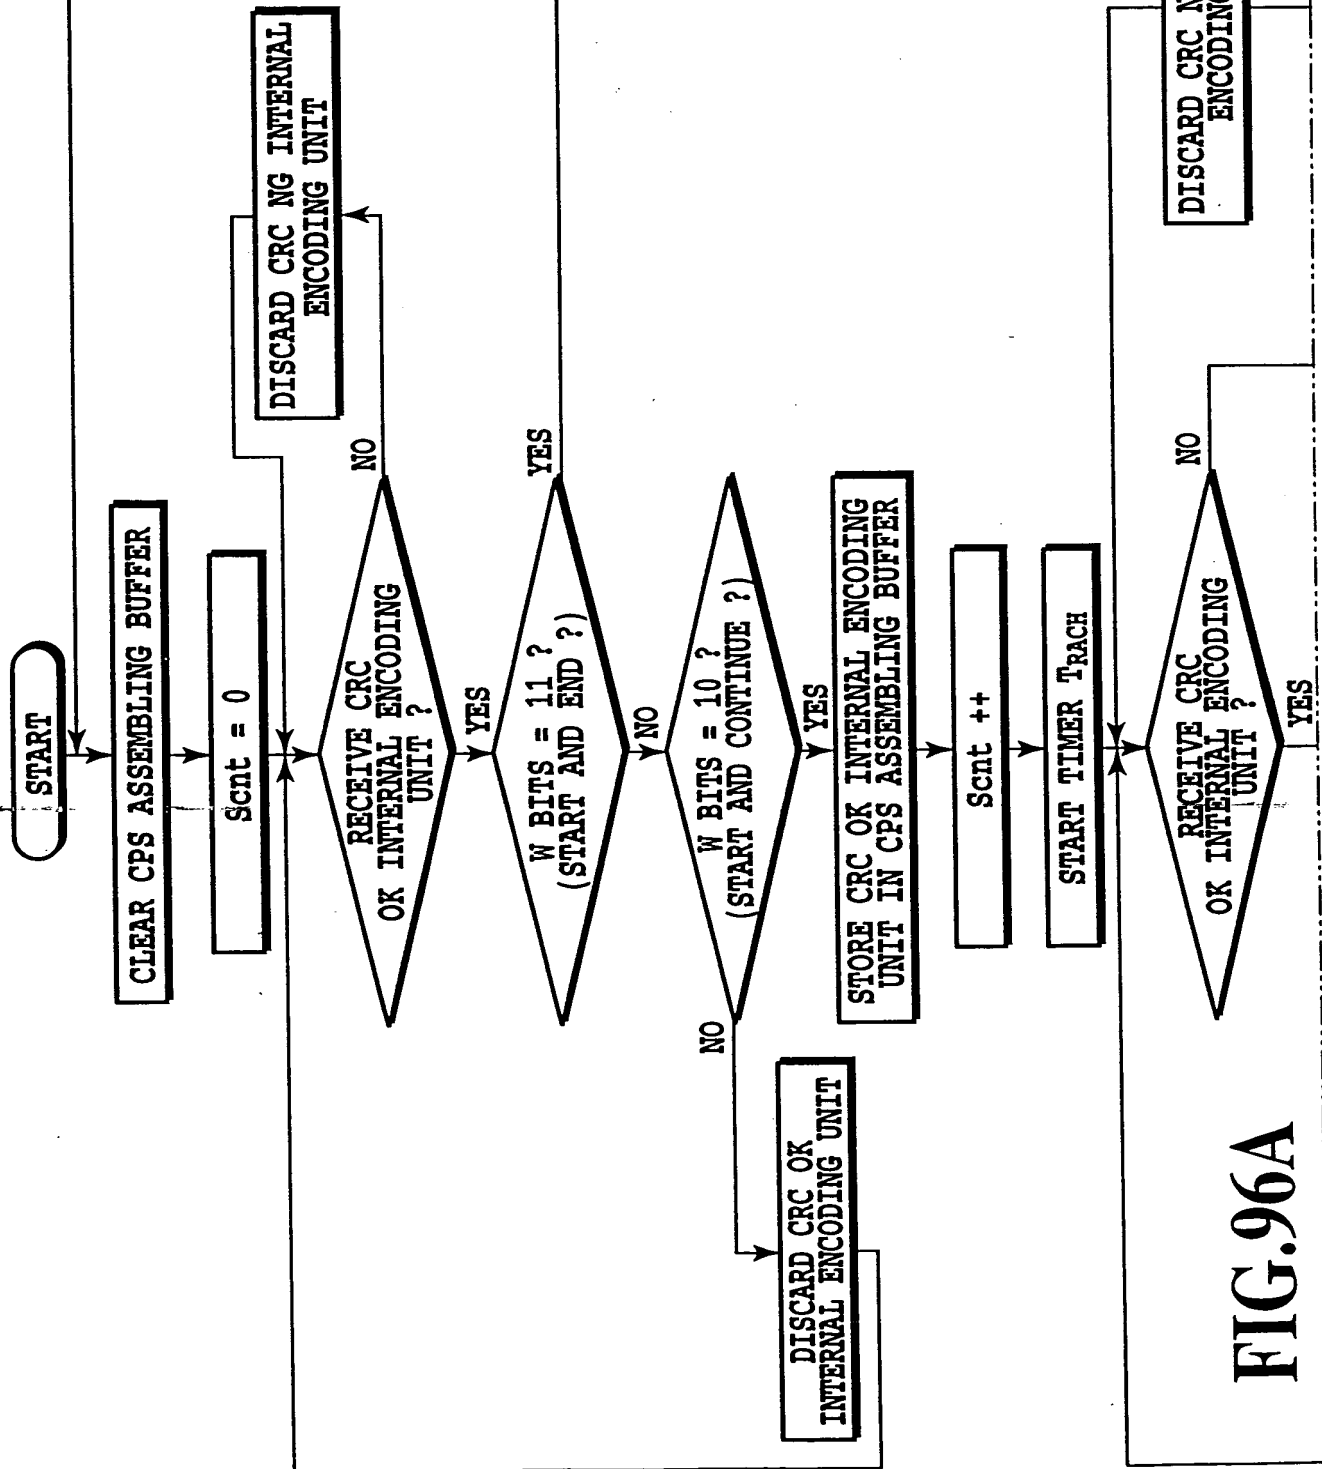 START
CLEAR CPS ASSEMBLING BUFFER
Scnt = 0
RECEIVE CRC
OK INTERNAL ENCODING
UNIT ?
NO
DISCARD CRC NG INTERNAL
ENCODING UNIT
YES
W BITS = 11 ?
(START AND END ?)
YES
NO
W BITS = 10 ?
(START AND CONTINUE ?)
NO
DISCARD CRC OK
INTERNAL ENCODING UNIT
YES
STORE CRC OK INTERNAL ENCODING
UNIT IN CPS ASSEMBLING BUFFER
Scnt ++
START TIMER TRACH
RECEIVE CRC
OK INTERNAL ENCODING
UNIT ?
NO
DISCARD CRC N
ENCODING
YES
FIG.96A